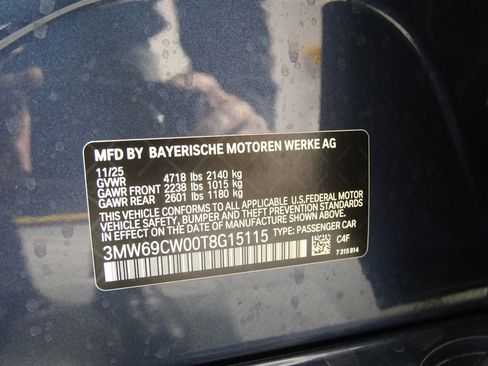 MFD BY BAYERISCHE MOTOREN WERKE AG
11/25
GVWR 4718 lbs 2140 kg
GAWR FRONT 2238 lbs 1015 kg
GAWR REAR 2601 lbs 1180 kg
THIS VEHICLE CONFORMS TO ALL APPLICABLE U.S.FEDERAL MOTOR
VEHICLE SAFETY, BUMPER AND THEFT PREVENTION STANDARDS
IN EFFECT ON THE DATE OF MANUFACTURE SHOWN ABOVE.
3MW69CW00T8G15115 TYPE: PASSENGER CAR
C4F
7 315 814